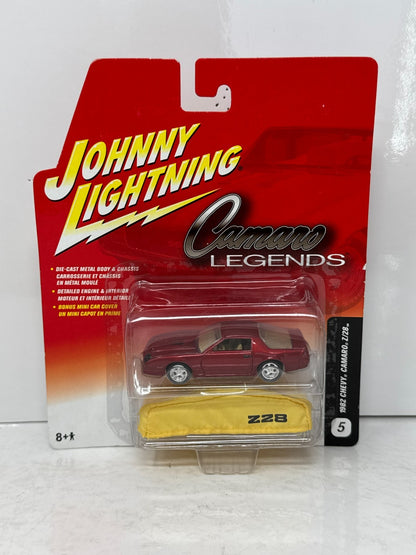 JOHNNY
LIGHTNING
Camaro
LEGENDS
• DIE-CAST METAL BODY & CHASSIS
CARROSSERIE ET CHÂSSIS
EN MÉTAL MOULÉ
• DETAILED ENGINE & INTERIOR
MOTEUR ET INTÉRIEUR DÉTAILL
• BONUS MINI CAR COVER
UN MINI CAPOT EN PRIME
Z28
8+
1982 CHEVY® CAMARO® Z/28®
5